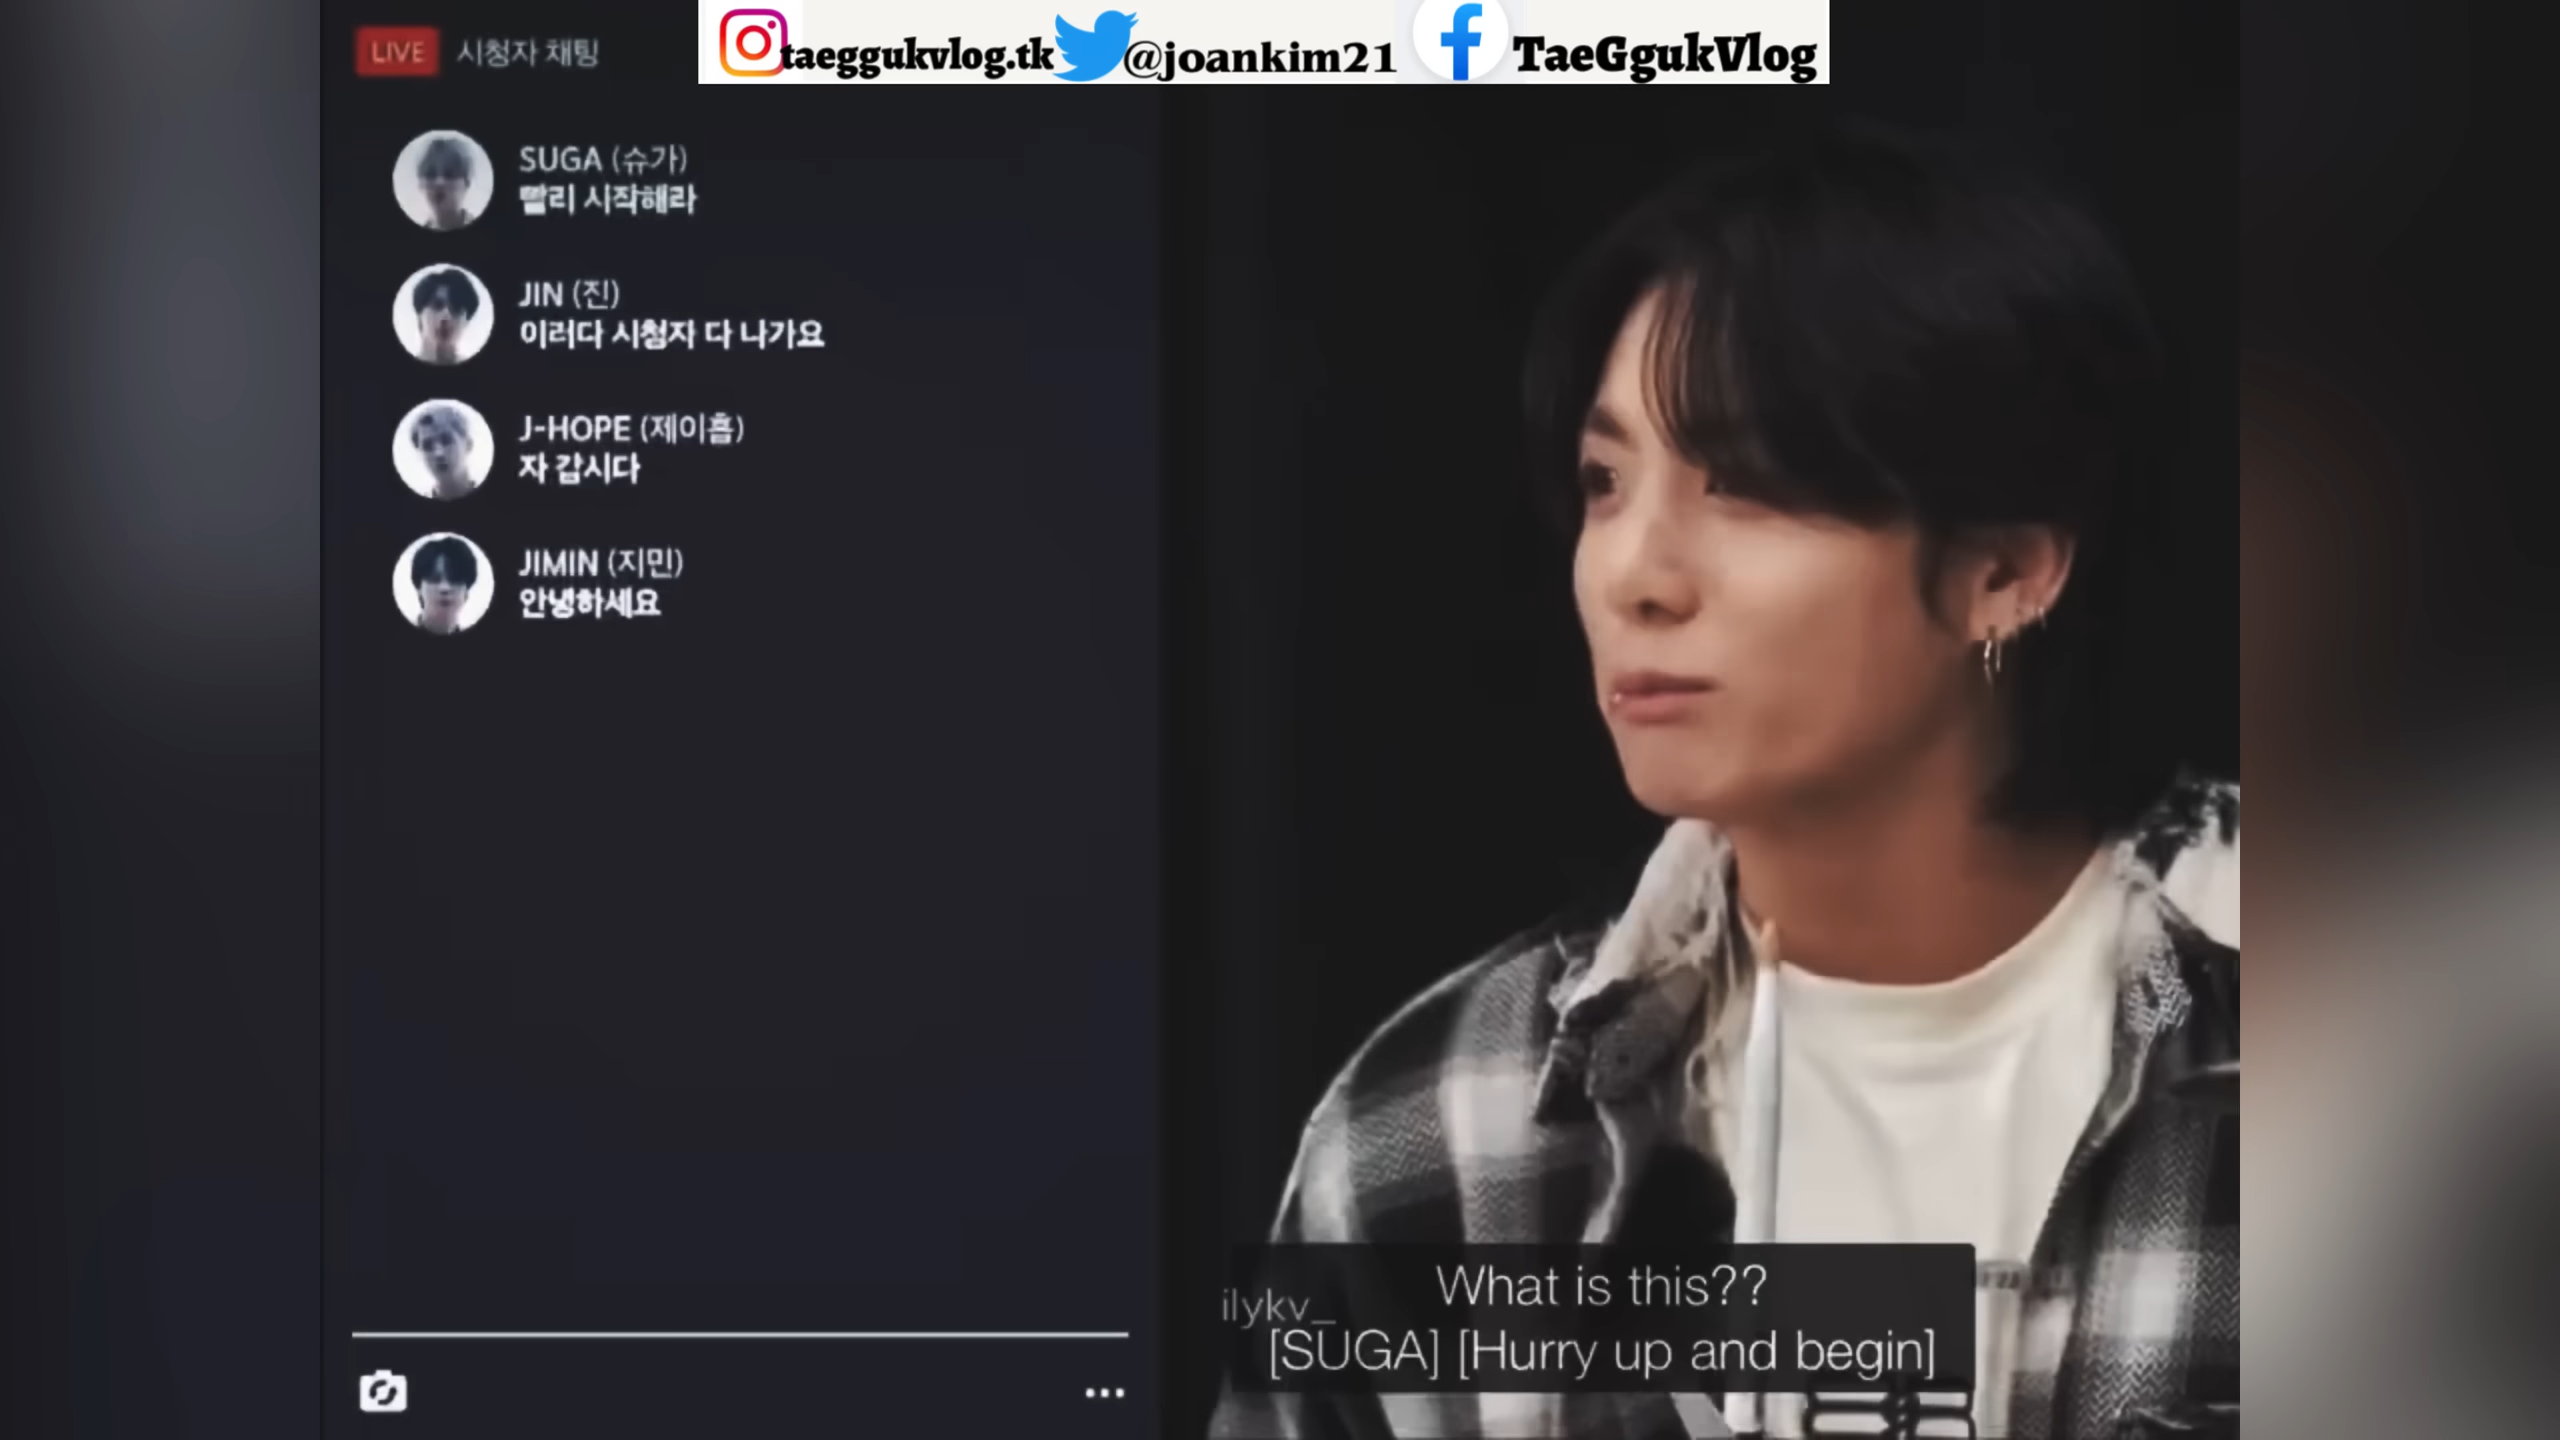 LIVE 시청자 채팅
taeggukvlog.tk @joankim21 TaeGgukVlog
SUGA (슈가)
빨리 시작해라
JIN (진)
이러다 시청자 다 나가요
J-HOPE (제이홉)
자 갑시다
JIMIN (지민)
안녕하세요
What is this??
ilykv_
[SUGA] [Hurry up and begin]